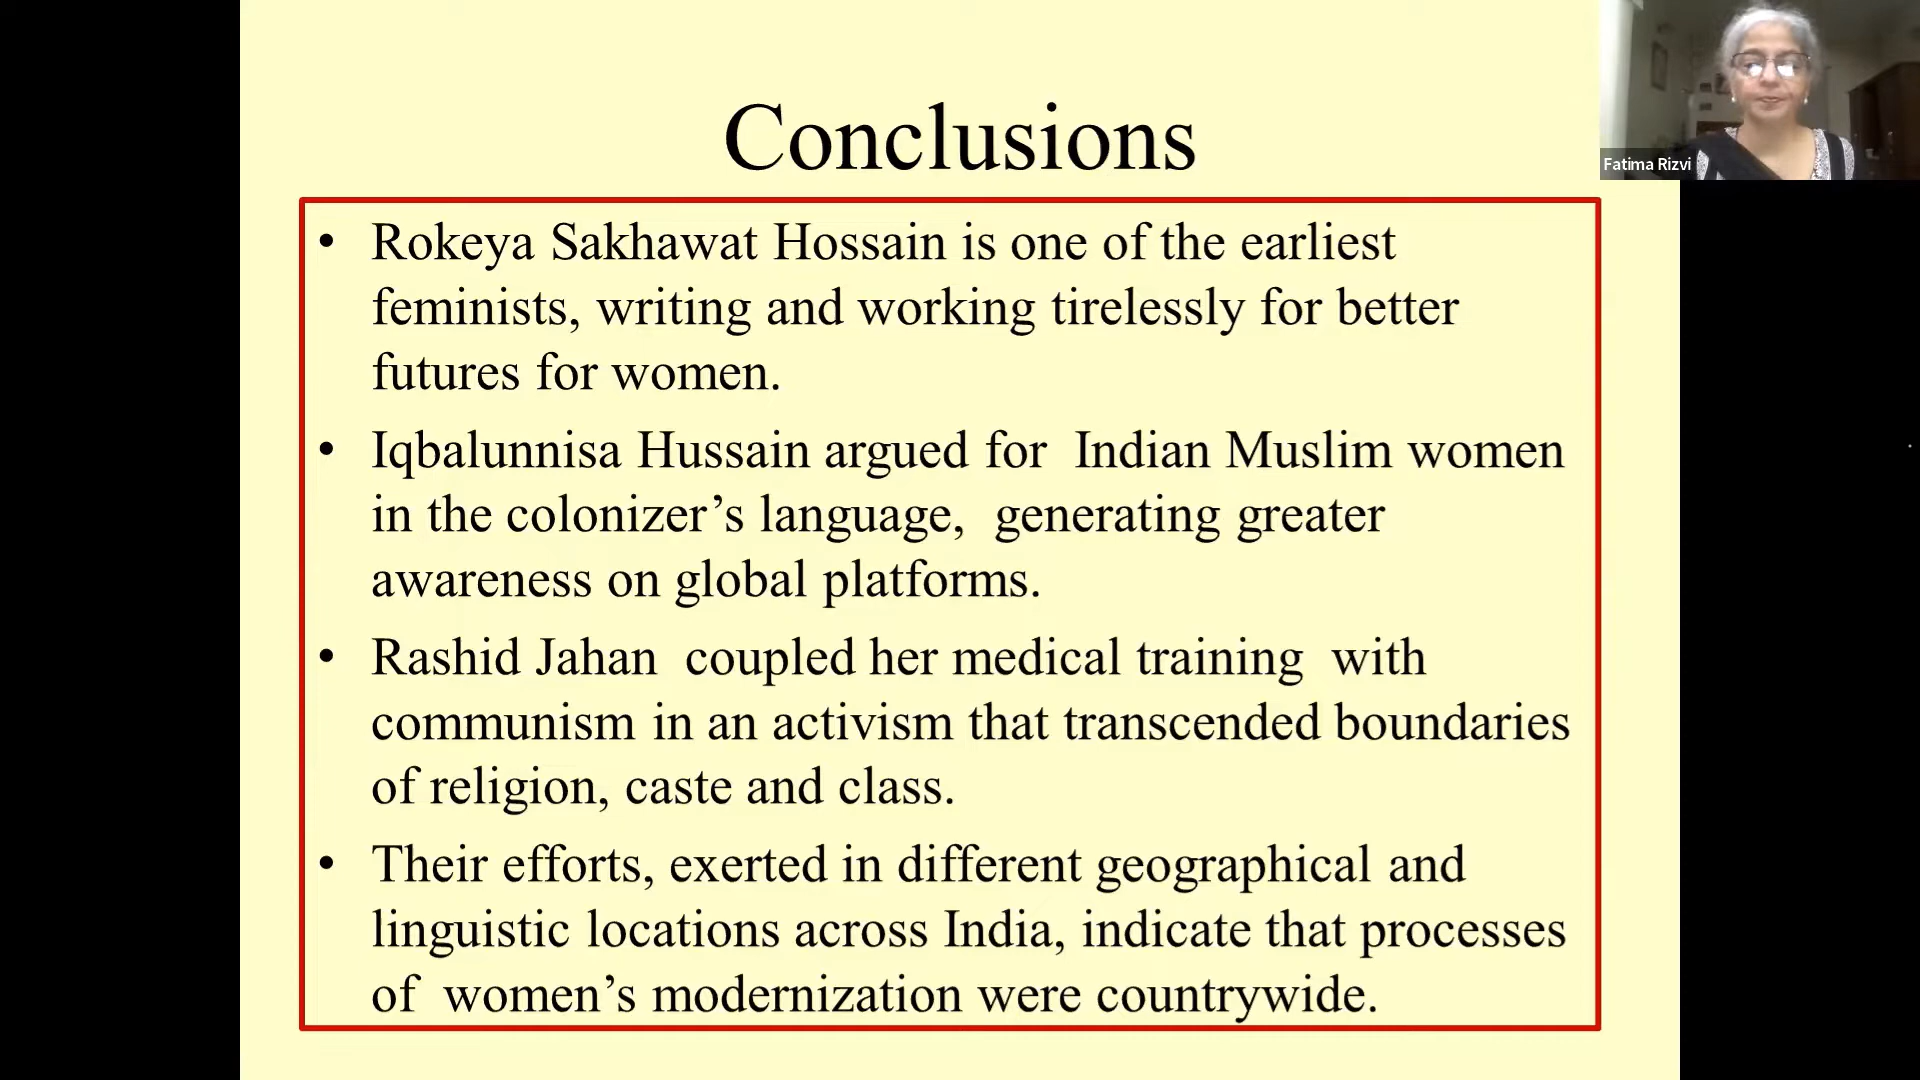 Conclusions
Fatima Rizvi
• Rokeya Sakhawat Hossain is one of the earliest
feminists, writing and working tirelessly for better
futures for women.
• Iqbalunnisa Hussain argued for  Indian Muslim women
in the colonizer’s language,  generating greater
awareness on global platforms.
• Rashid Jahan  coupled her medical training  with
communism in an activism that transcended boundaries
of religion, caste and class.
• Their efforts, exerted in different geographical and
linguistic locations across India, indicate that processes
of  women’s modernization were countrywide.